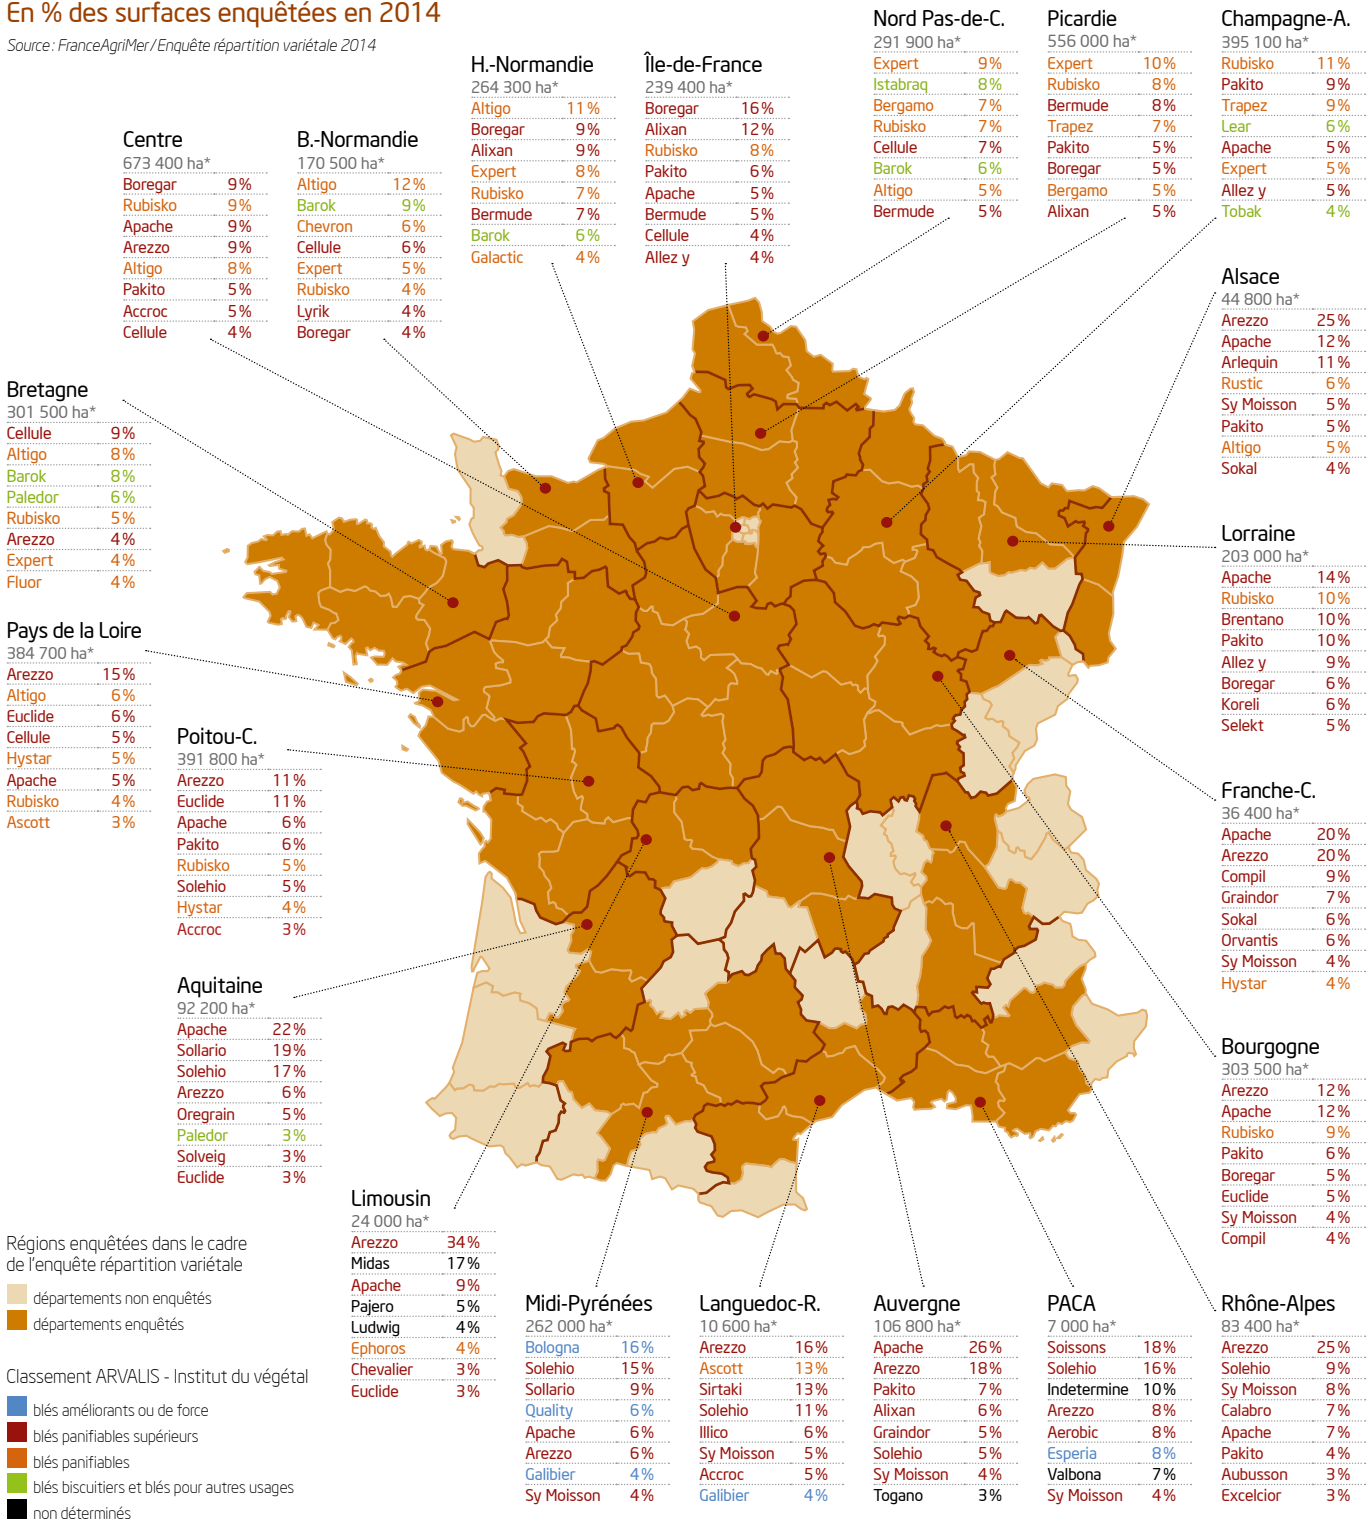 En % des surfaces enquêtées en 2014
Source : FranceAgriMer / Enquête répartition variétale 2014
Nord Pas-de-C.
291 900 ha*
Expert 9%
Istabraq 8%
Bergamo 7%
Rubisko 7%
Cellule 7%
Barok 6%
Altigo 5%
Bermude 5%
Picardie
556 000 ha*
Expert 10%
Rubisko 8%
Bermude 8%
Trapez 7%
Pakito 5%
Boregar 5%
Bergamo 5%
Alixan 5%
Champagne-A.
395 100 ha*
Rubisko 11%
Pakito 9%
Trapez 9%
Lear 6%
Apache 5%
Expert 5%
Allez y 5%
Tobak 4%
H.-Normandie
264 300 ha*
Altigo 11%
Boregar 9%
Alixan 9%
Expert 8%
Rubisko 7%
Bermude 7%
Barok 6%
Galactic 4%
Île-de-France
239 400 ha*
Boregar 16%
Alixan 12%
Rubisko 8%
Pakito 6%
Apache 5%
Bermude 5%
Cellule 4%
Allez y 4%
Centre
673 400 ha*
Boregar 9%
Rubisko 9%
Apache 9%
Arezzo 9%
Altigo 8%
Pakito 5%
Accroc 5%
Cellule 4%
B.-Normandie
170 500 ha*
Altigo 12%
Barok 9%
Chevron 6%
Cellule 6%
Expert 5%
Rubisko 4%
Lyrik 4%
Boregar 4%
Alsace
44 800 ha*
Arezzo 25%
Apache 12%
Arlequin 11%
Rustic 6%
Sy Moisson 5%
Pakito 5%
Altigo 5%
Sokal 4%
Bretagne
301 500 ha*
Cellule 9%
Altigo 8%
Barok 8%
Paledor 6%
Rubisko 5%
Arezzo 4%
Expert 4%
Fluor 4%
Lorraine
203 000 ha*
Apache 14%
Rubisko 10%
Brentano 10%
Pakito 10%
Allez y 9%
Boregar 6%
Koreli 6%
Selekt 5%
Pays de la Loire
384 700 ha*
Arezzo 15%
Altigo 6%
Euclide 6%
Cellule 5%
Hystar 5%
Apache 5%
Rubisko 4%
Ascott 3%
Poitou-C.
391 800 ha*
Arezzo 11%
Euclide 11%
Apache 6%
Pakito 6%
Rubisko 5%
Solehio 5%
Hystar 4%
Accroc 3%
Franche-C.
36 400 ha*
Apache 20%
Arezzo 20%
Compil 9%
Graindor 7%
Sokal 6%
Orvantis 6%
Sy Moisson 4%
Hystar 4%
Aquitaine
92 200 ha*
Apache 22%
Sollario 19%
Solehio 17%
Arezzo 6%
Oregrain 5%
Paledor 3%
Solveig 3%
Euclide 3%
Bourgogne
303 500 ha*
Arezzo 12%
Apache 12%
Rubisko 9%
Pakito 6%
Boregar 5%
Euclide 5%
Sy Moisson 4%
Compil 4%
Limousin
24 000 ha*
Arezzo 34%
Midas 17%
Apache 9%
Pajero 5%
Ludwig 4%
Ephoros 4%
Chevalier 3%
Euclide 3%
Régions enquêtées dans le cadre
de l'enquête répartition variétale
départements non enquêtés
départements enquêtés
Classement ARVALIS - Institut du végétal
blés améliorants ou de force
blés panifiables supérieurs
blés panifiables
blés biscuitiers et blés pour autres usages
non déterminés
Midi-Pyrénées
262 000 ha*
Bologna 16%
Solehio 15%
Sollario 9%
Quality 6%
Apache 6%
Arezzo 6%
Galibier 4%
Sy Moisson 4%
Languedoc-R.
10 600 ha*
Arezzo 16%
Ascott 13%
Sirtaki 13%
Solehio 11%
Illico 6%
Sy Moisson 5%
Accroc 5%
Galibier 4%
Auvergne
106 800 ha*
Apache 26%
Arezzo 18%
Pakito 7%
Alixan 6%
Graindor 5%
Solehio 5%
Sy Moisson 4%
Togano 3%
PACA
7 000 ha*
Soissons 18%
Solehio 16%
Indetermine 10%
Arezzo 8%
Aerobic 8%
Esperia 8%
Valbona 7%
Sy Moisson 4%
Rhône-Alpes
83 400 ha*
Arezzo 25%
Solehio 9%
Sy Moisson 8%
Calabro 7%
Apache 7%
Pakito 4%
Aubusson 3%
Excelcior 3%